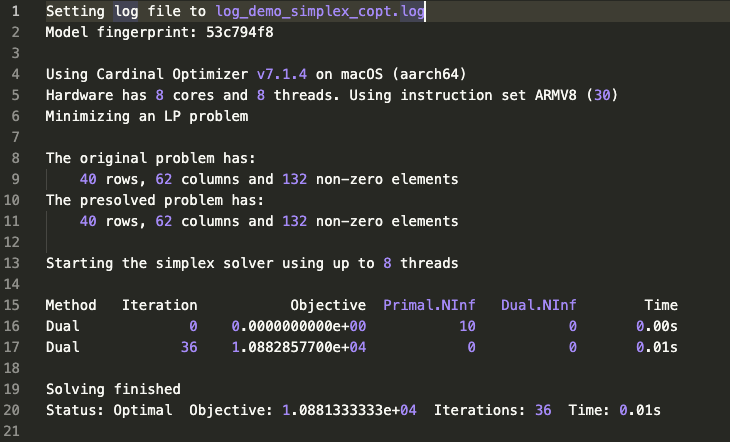 1 Setting log file to log_demo_simplex_copt.log
2 Model fingerprint: 53c794f8
3
4 Using Cardinal Optimizer v7.1.4 on macOS (aarch64)
5 Hardware has 8 cores and 8 threads. Using instruction set ARMV8 (30)
6 Minimizing an LP problem
7
8 The original problem has:
9     40 rows, 62 columns and 132 non-zero elements
10 The presolved problem has:
11     40 rows, 62 columns and 132 non-zero elements
12
13 Starting the simplex solver using up to 8 threads
14
15 Method   Iteration           Objective  Primal.NInf   Dual.NInf        Time
16 Dual             0    0.0000000000e+00           10           0       0.00s
17 Dual            36    1.0882857700e+04            0           0       0.01s
18
19 Solving finished
20 Status: Optimal  Objective: 1.0881333333e+04  Iterations: 36  Time: 0.01s
21